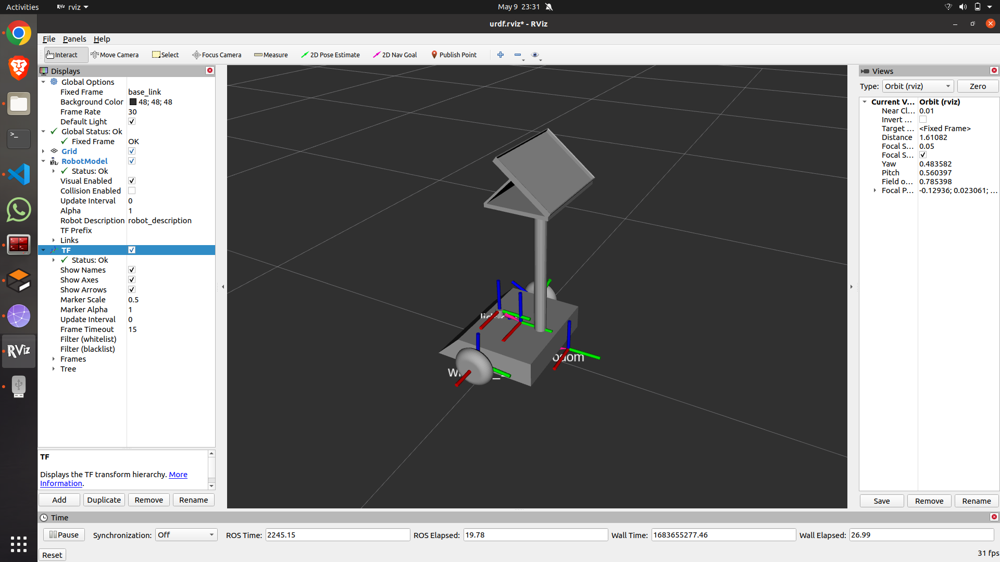 Activities
RViz rviz
May 9 23:31
urdf.rviz* - RViz
File Panels Help
Interact Move Camera Select Focus Camera Measure 2D Pose Estimate 2D Nav Goal Publish Point
Displays
Global Options
Fixed Frame base_link
Background Color 48; 48; 48
Frame Rate 30
Default Light
Global Status: Ok
Fixed Frame OK
Grid
RobotModel
Status: Ok
Visual Enabled
Collision Enabled
Update Interval 0
Alpha 1
Robot Description robot_description
TF Prefix
Links
TF
Status: Ok
Show Names
Show Axes
Show Arrows
Marker Scale 0.5
Marker Alpha 1
Update Interval 0
Frame Timeout 15
Filter (whitelist)
Filter (blacklist)
Frames
Tree
TF
Displays the TF transform hierarchy. More
Information.
Add Duplicate Remove Rename
odom
Views
Type: Orbit (rviz) Zero
Current V... Orbit (rviz)
Near Cl... 0.01
Invert ...
Target ... <Fixed Frame>
Distance 1.61082
Focal S... 0.05
Focal S...
Yaw 0.483582
Pitch 0.560397
Field o... 0.785398
Focal P... -0.12936; 0.023061; ...
Save Remove Rename
Time
Pause Synchronization: Off ROS Time: 2245.15 ROS Elapsed: 19.78 Wall Time: 1683655277.46 Wall Elapsed: 26.99
Reset
31 fps
RViz